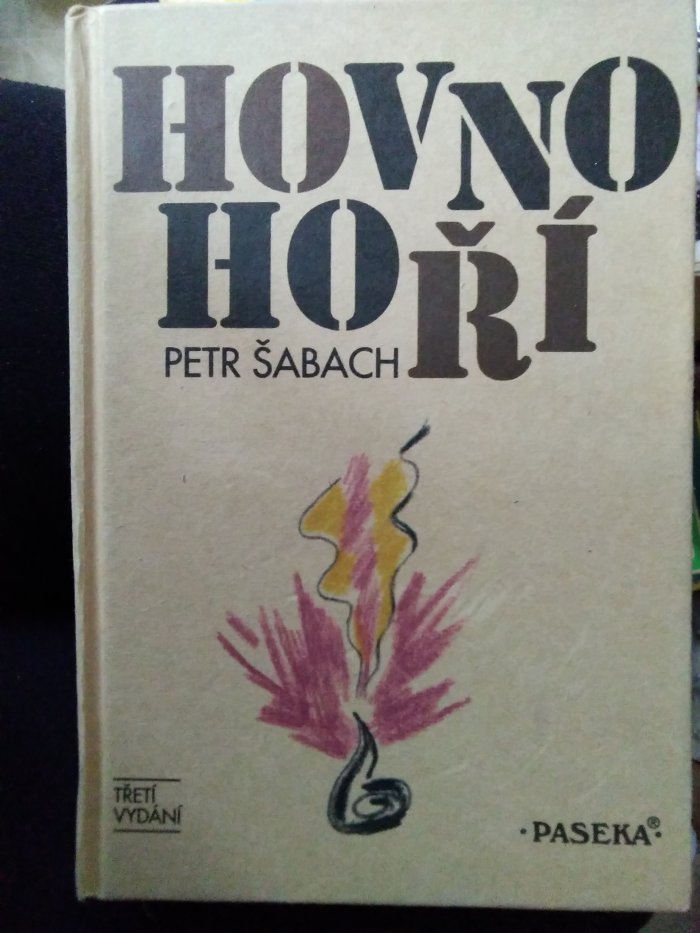 HOVNO
HOŘÍ
PETR ŠABACH
TŘETÍ
VYDÁNÍ
·PASEKA®·